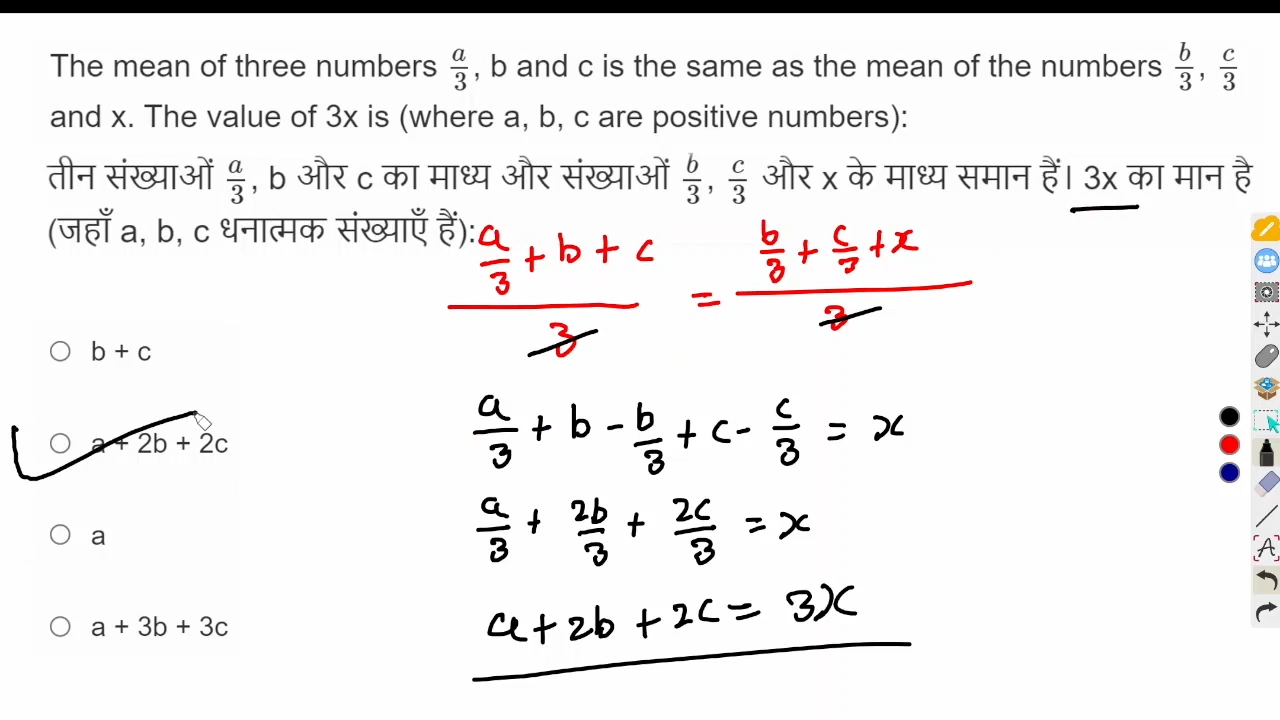 The mean of three numbers a/3, b and c is the same as the mean of the numbers b/3, c/3
and x. The value of 3x is (where a, b, c are positive numbers):
तीन संख्याओं a/3, b और c का माध्य और संख्याओं b/3, c/3 और x के माध्य समान हैं। 3x का मान है
(जहाँ a, b, c धनात्मक संख्याएँ हैं):
(a/3 + b + c)/3 = (b/3 + c/3 + x)/3
b + c
a/3 + b - b/3 + c - c/3 = x
a + 2b + 2c
a/3 + 2b/3 + 2c/3 = x
a
a + 2b + 2c = 3x
a + 3b + 3c
A